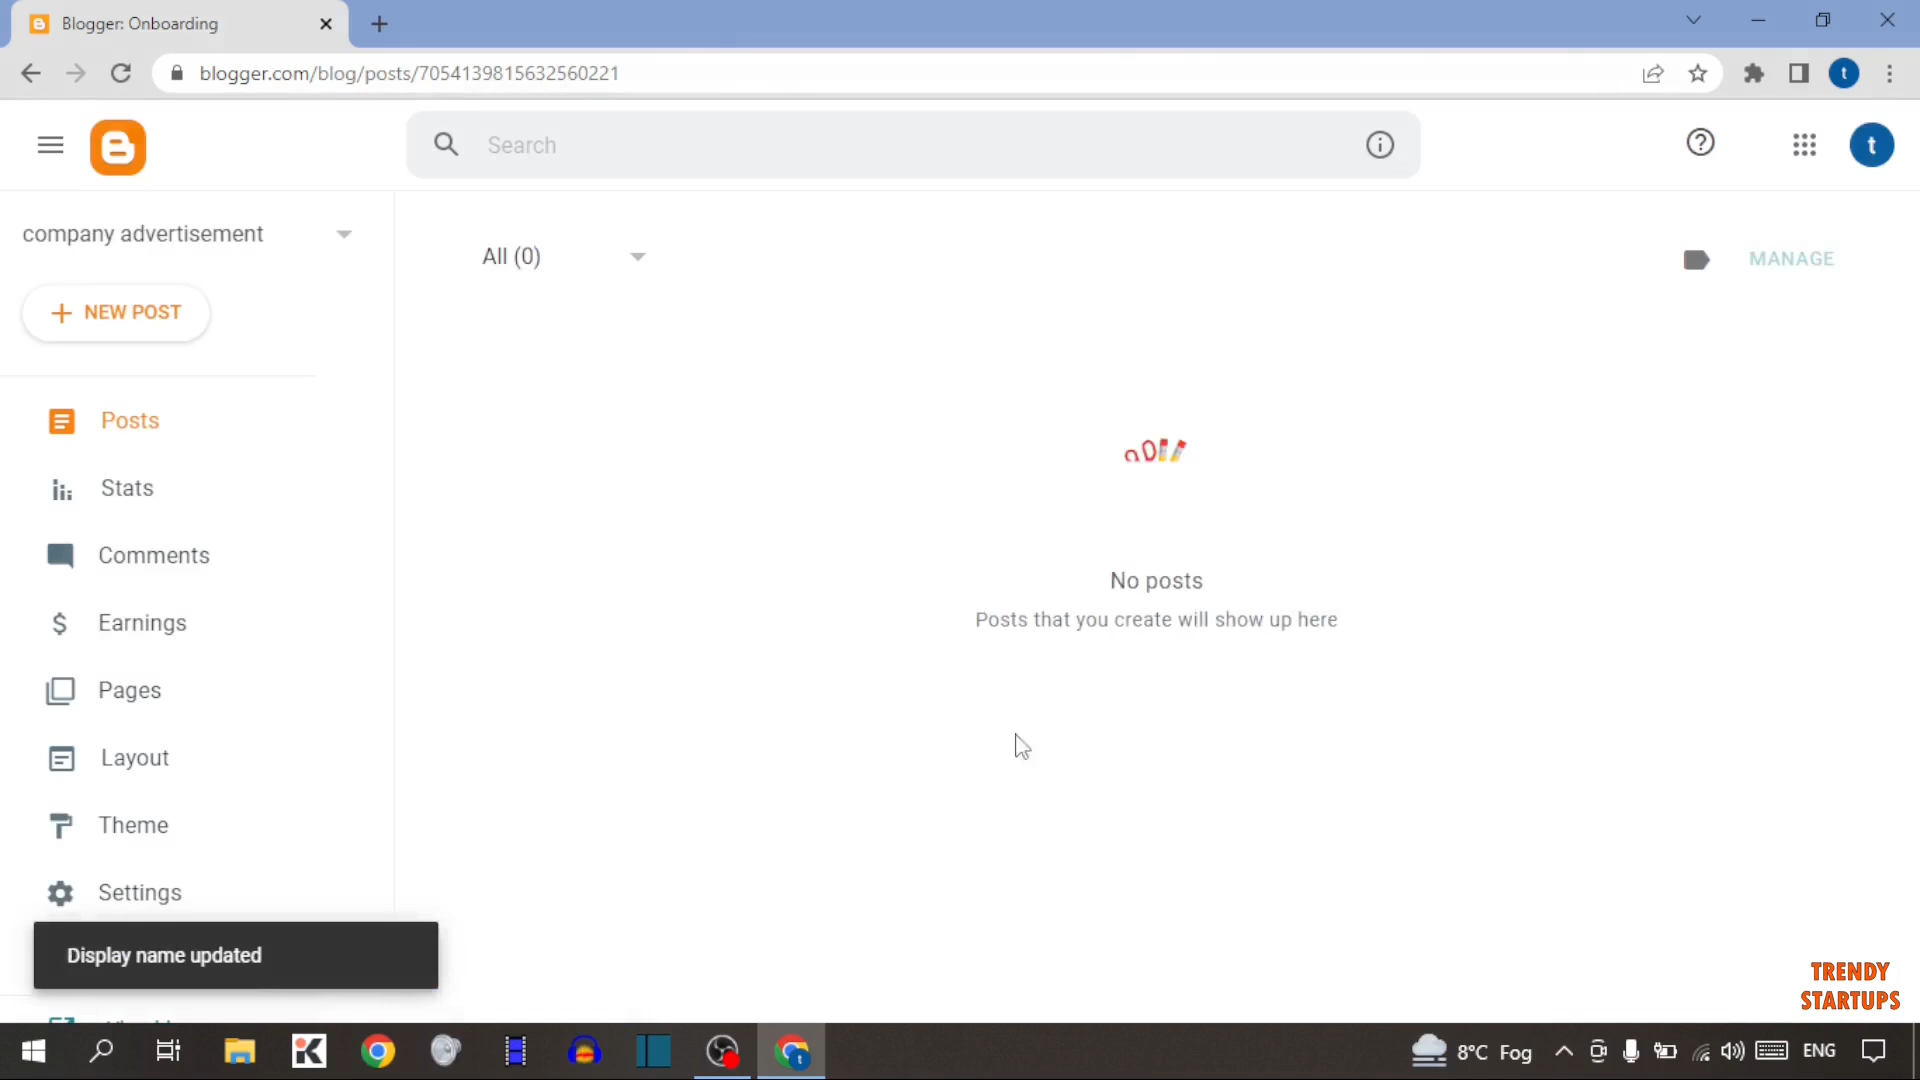 Blogger: Onboarding
blogger.com/blog/posts/7054139815632560221
t
Search
t
company advertisement
All (0)
MANAGE
NEW POST
Posts
Stats
Comments
Earnings
Pages
Layout
Theme
Settings
No posts
Posts that you create will show up here
Display name updated
TRENDY
STARTUPS
8°C Fog
ENG